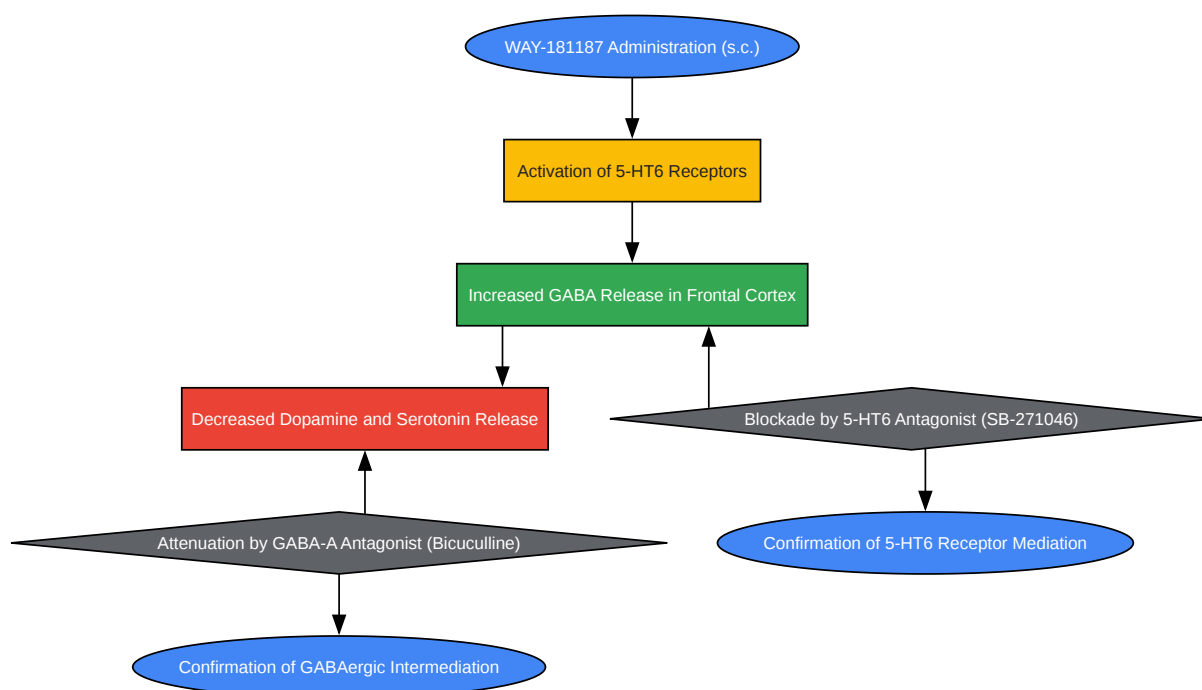 WAY-181187 Administration (s.c.)
Activation of 5-HT6 Receptors
Increased GABA Release in Frontal Cortex
Decreased Dopamine and Serotonin Release
Blockade by 5-HT6 Antagonist (SB-271046)
Attenuation by GABA-A Antagonist (Bicuculline)
Confirmation of 5-HT6 Receptor Mediation
Confirmation of GABAergic Intermediation